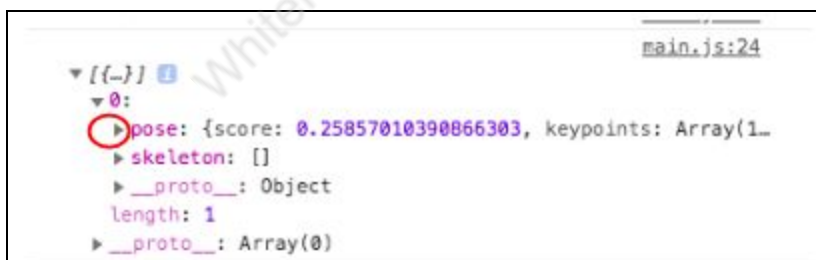 main.js:24
[{…}] i
0:
pose: {score: 0.25857010390866303, keypoints: Array(1…
skeleton: []
__proto__: Object
length: 1
__proto__: Array(0)